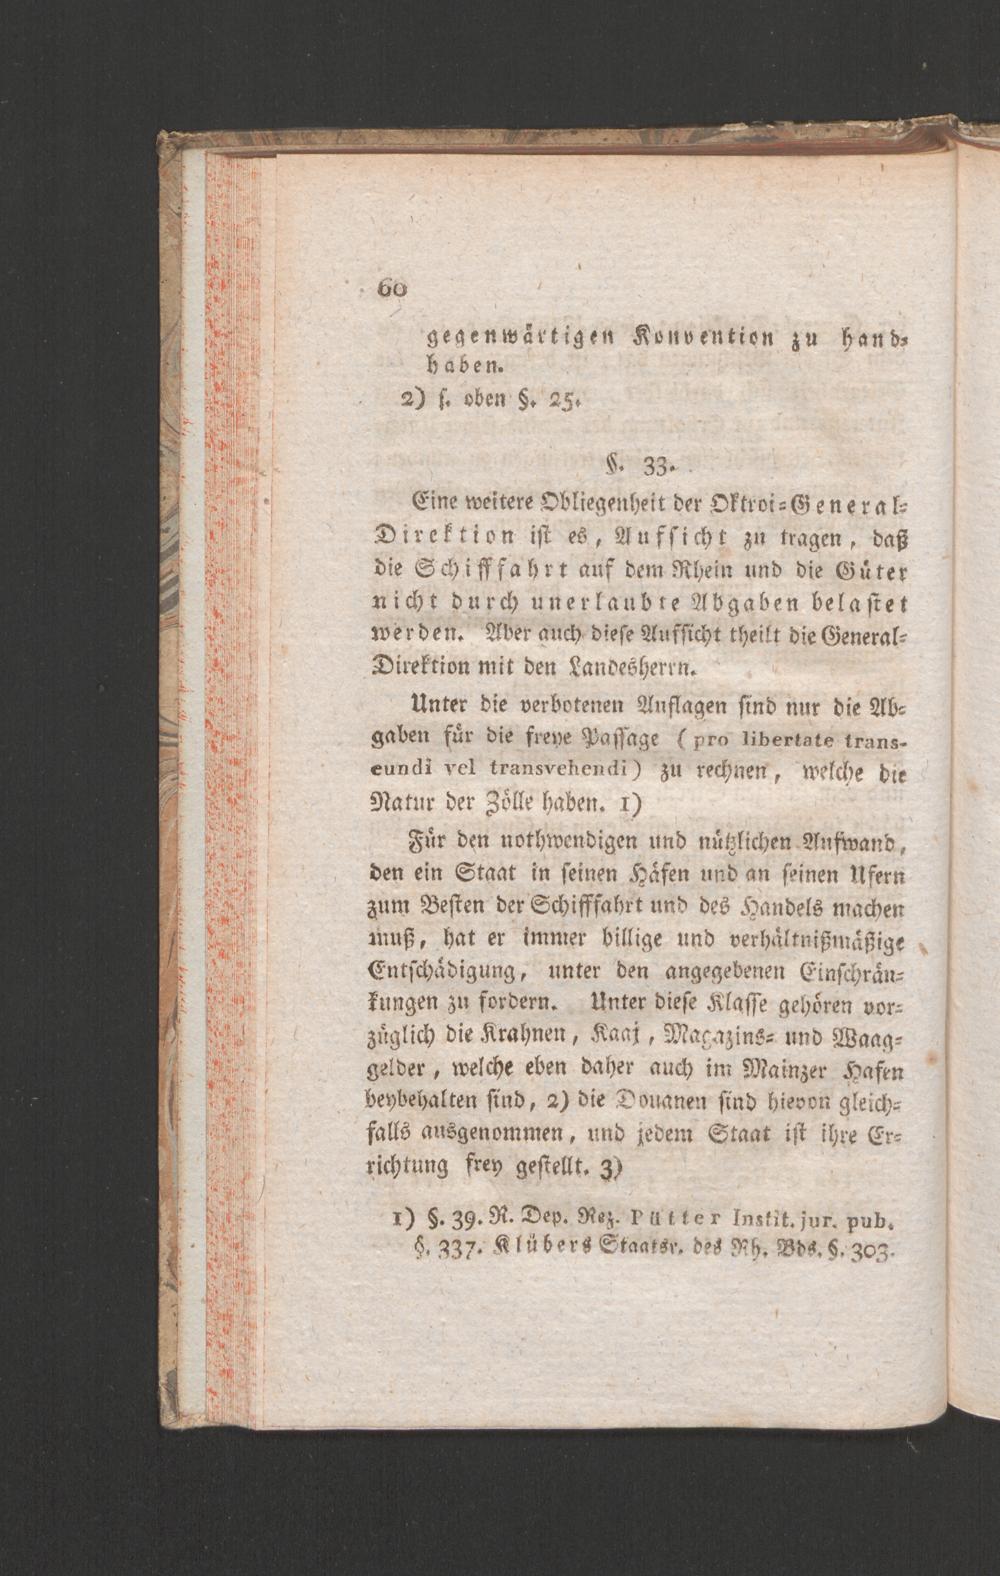 60
gegenwärtigen Konvention zu hand-
haben.
2) s. oben §. 25.
§. 33.
Eine weitere Obliegenheit der Oktroi-General-
Direktion ist es, Aufsicht zu tragen, daß
die Schifffahrt auf dem Rhein und die Güter
nicht durch unerlaubte Abgaben belastet
werden. Aber auch diese Aufsicht theilt die General-
Direktion mit den Landesherrn.
Unter die verbotenen Auflagen sind nur die Ab-
gaben für die freye Passage (pro libertate trans-
eundi vel transvehendi) zu rechnen, welche die
Natur der Zölle haben. 1)
Für den nothwendigen und nützlichen Aufwand,
den ein Staat in seinen Häfen und an seinen Ufern
zum Besten der Schifffahrt und des Handels machen
muß, hat er immer billige und verhältnißmäßige
Entschädigung, unter den angegebenen Einschrän-
kungen zu fordern. Unter diese Klasse gehören vor-
züglich die Krahnen, Kaaj, Magazins- und Waag-
gelder, welche eben daher auch im Mainzer Hafen
beybehalten sind, 2) die Douanen sind hievon gleich-
falls ausgenommen, und jedem Staat ist ihre Er-
richtung frey gestellt. 3)
1) §. 39. R. Dep. Rez. Pütter Instit. jur. pub.
§. 337. Klübers Staatsr. des Rh. Bds. §. 303.